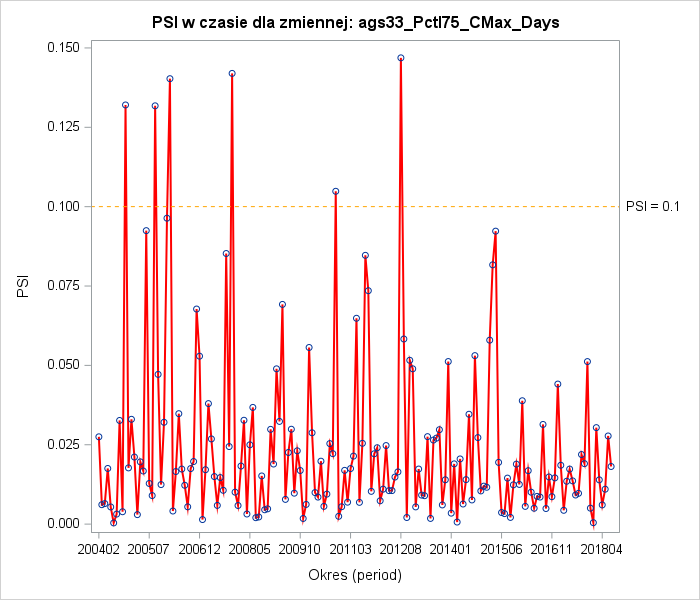 PSI w czasie dla zmiennej: ags33_Pctl75_CMax_Days
0.150
0.125
0.100
PSI = 0.1
0.075
0.050
0.025
0.000
PSI
200402 200507 200612 200805 200910 201103 201208 201401 201506 201611 201804
Okres (period)